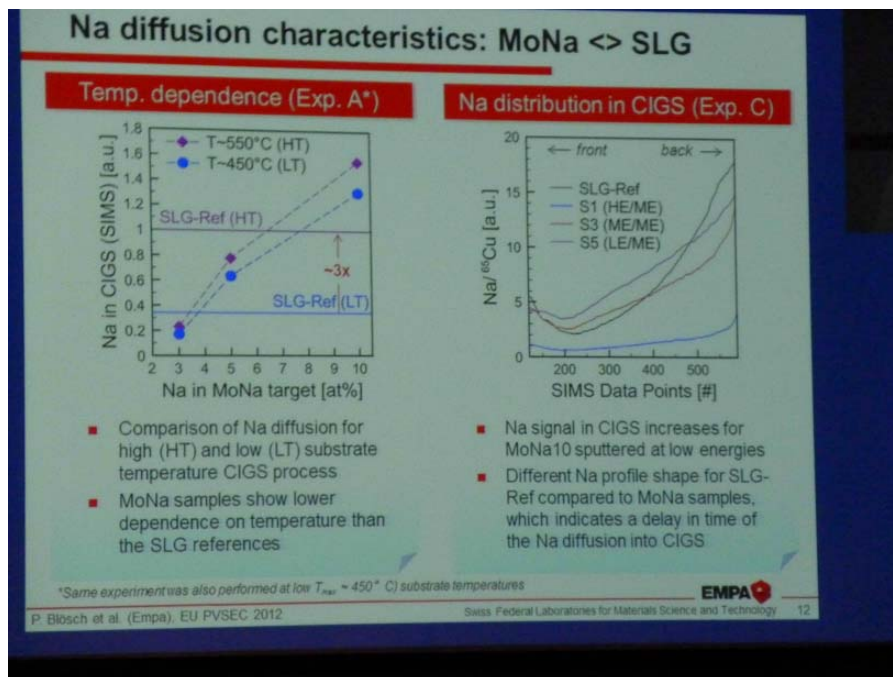 Na diffusion characteristics: MoNa <> SLG
Temp. dependence (Exp. A*)
1.8
1.6
1.4
1.2
1
0.8
0.6
0.4
0.2
0
Na in CIGS (SIMS) [a.u.]
T~550°C (HT)
T~450°C (LT)
SLG-Ref (HT)
~3x
SLG-Ref (LT)
2 3 4 5 6 7 8 9 10
Na in MoNa target [at%]
Comparison of Na diffusion for
high (HT) and low (LT) substrate
temperature CIGS process
MoNa samples show lower
dependence on temperature than
the SLG references
Na distribution in CIGS (Exp. C)
20
15
10
5
0
Na/ ⁶⁵Cu [a.u.]
front back
SLG-Ref
S1 (HE/ME)
S3 (ME/ME)
S5 (LE/ME)
200 300 400 500
SIMS Data Points [#]
Na signal in CIGS increases for
MoNa10 sputtered at low energies
Different Na profile shape for SLG-
Ref compared to MoNa samples,
which indicates a delay in time of
the Na diffusion into CIGS
*Same experiment was also performed at low T ~ 450° C) substrate temperatures
EMPA
P. Blösch et al. (Empa), EU PVSEC 2012
Swiss Federal Laboratories for Materials Science and Technology 12